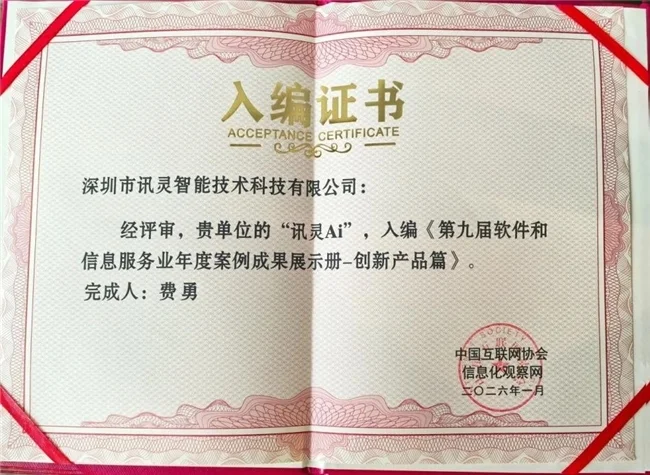 入编证书
ACCEPTANCE CERTIFICATE
深圳市讯灵智能技术科技有限公司：
经评审，贵单位的“讯灵Ai”，入编《第九届软件和
信息服务业年度案例成果展示册-创新产品篇》。
完成人：费勇
中国互联网协会
信息化观察网
二〇二六年一月
SOCIETY